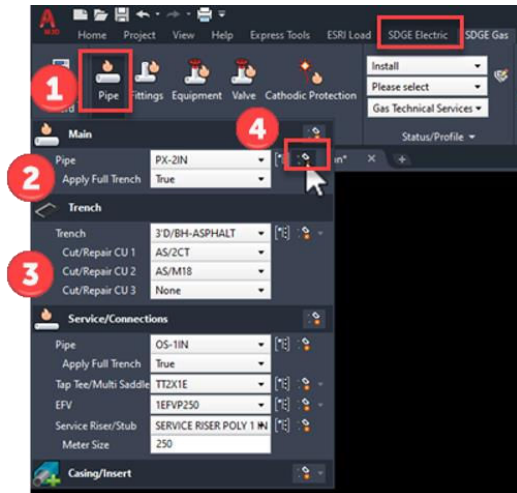 A
M3D
Home Project View Help Express Tools ESRI Load SDGE Electric SDGE Gas
1
Pipe Fittings Equipment Valve Cathodic Protection
Install
Please select
Gas Technical Services
Status/Profile
4
Main
2
Pipe PX-2IN
Apply Full Trench True
Trench
Trench 3'D/BH-ASPHALT
3
Cut/Repair CU 1 AS/2CT
Cut/Repair CU 2 AS/M18
Cut/Repair CU 3 None
Service/Connections
Pipe OS-1IN
Apply Full Trench True
Tap Tee/Multi Saddle TT2X1E
EFV 1EFVP250
Service Riser/Stub SERVICE RISER POLY 1
Meter Size 250
Casing/Insert